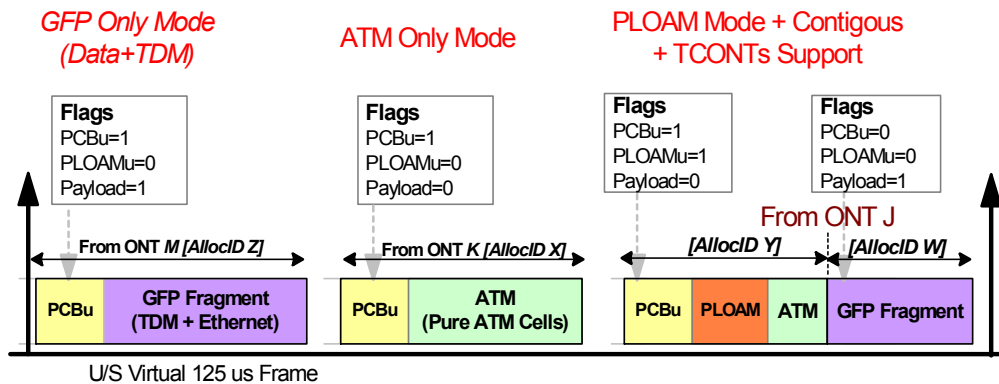 GFP Only Mode
(Data+TDM)
ATM Only Mode
PLOAM Mode + Contigous
+ TCONTs Support
Flags
PCBu=1
PLOAMu=0
Payload=1
Flags
PCBu=1
PLOAMu=0
Payload=0
Flags
PCBu=1
PLOAMu=1
Payload=0
Flags
PCBu=0
PLOAMu=0
Payload=1
From ONT J
From ONT M [AllocID Z]
From ONT K [AllocID X]
[AllocID Y]
[AllocID W]
PCBu
GFP Fragment
(TDM + Ethernet)
PCBu
ATM
(Pure ATM Cells)
PCBu
PLOAM
ATM
GFP Fragment
U/S Virtual 125 us Frame